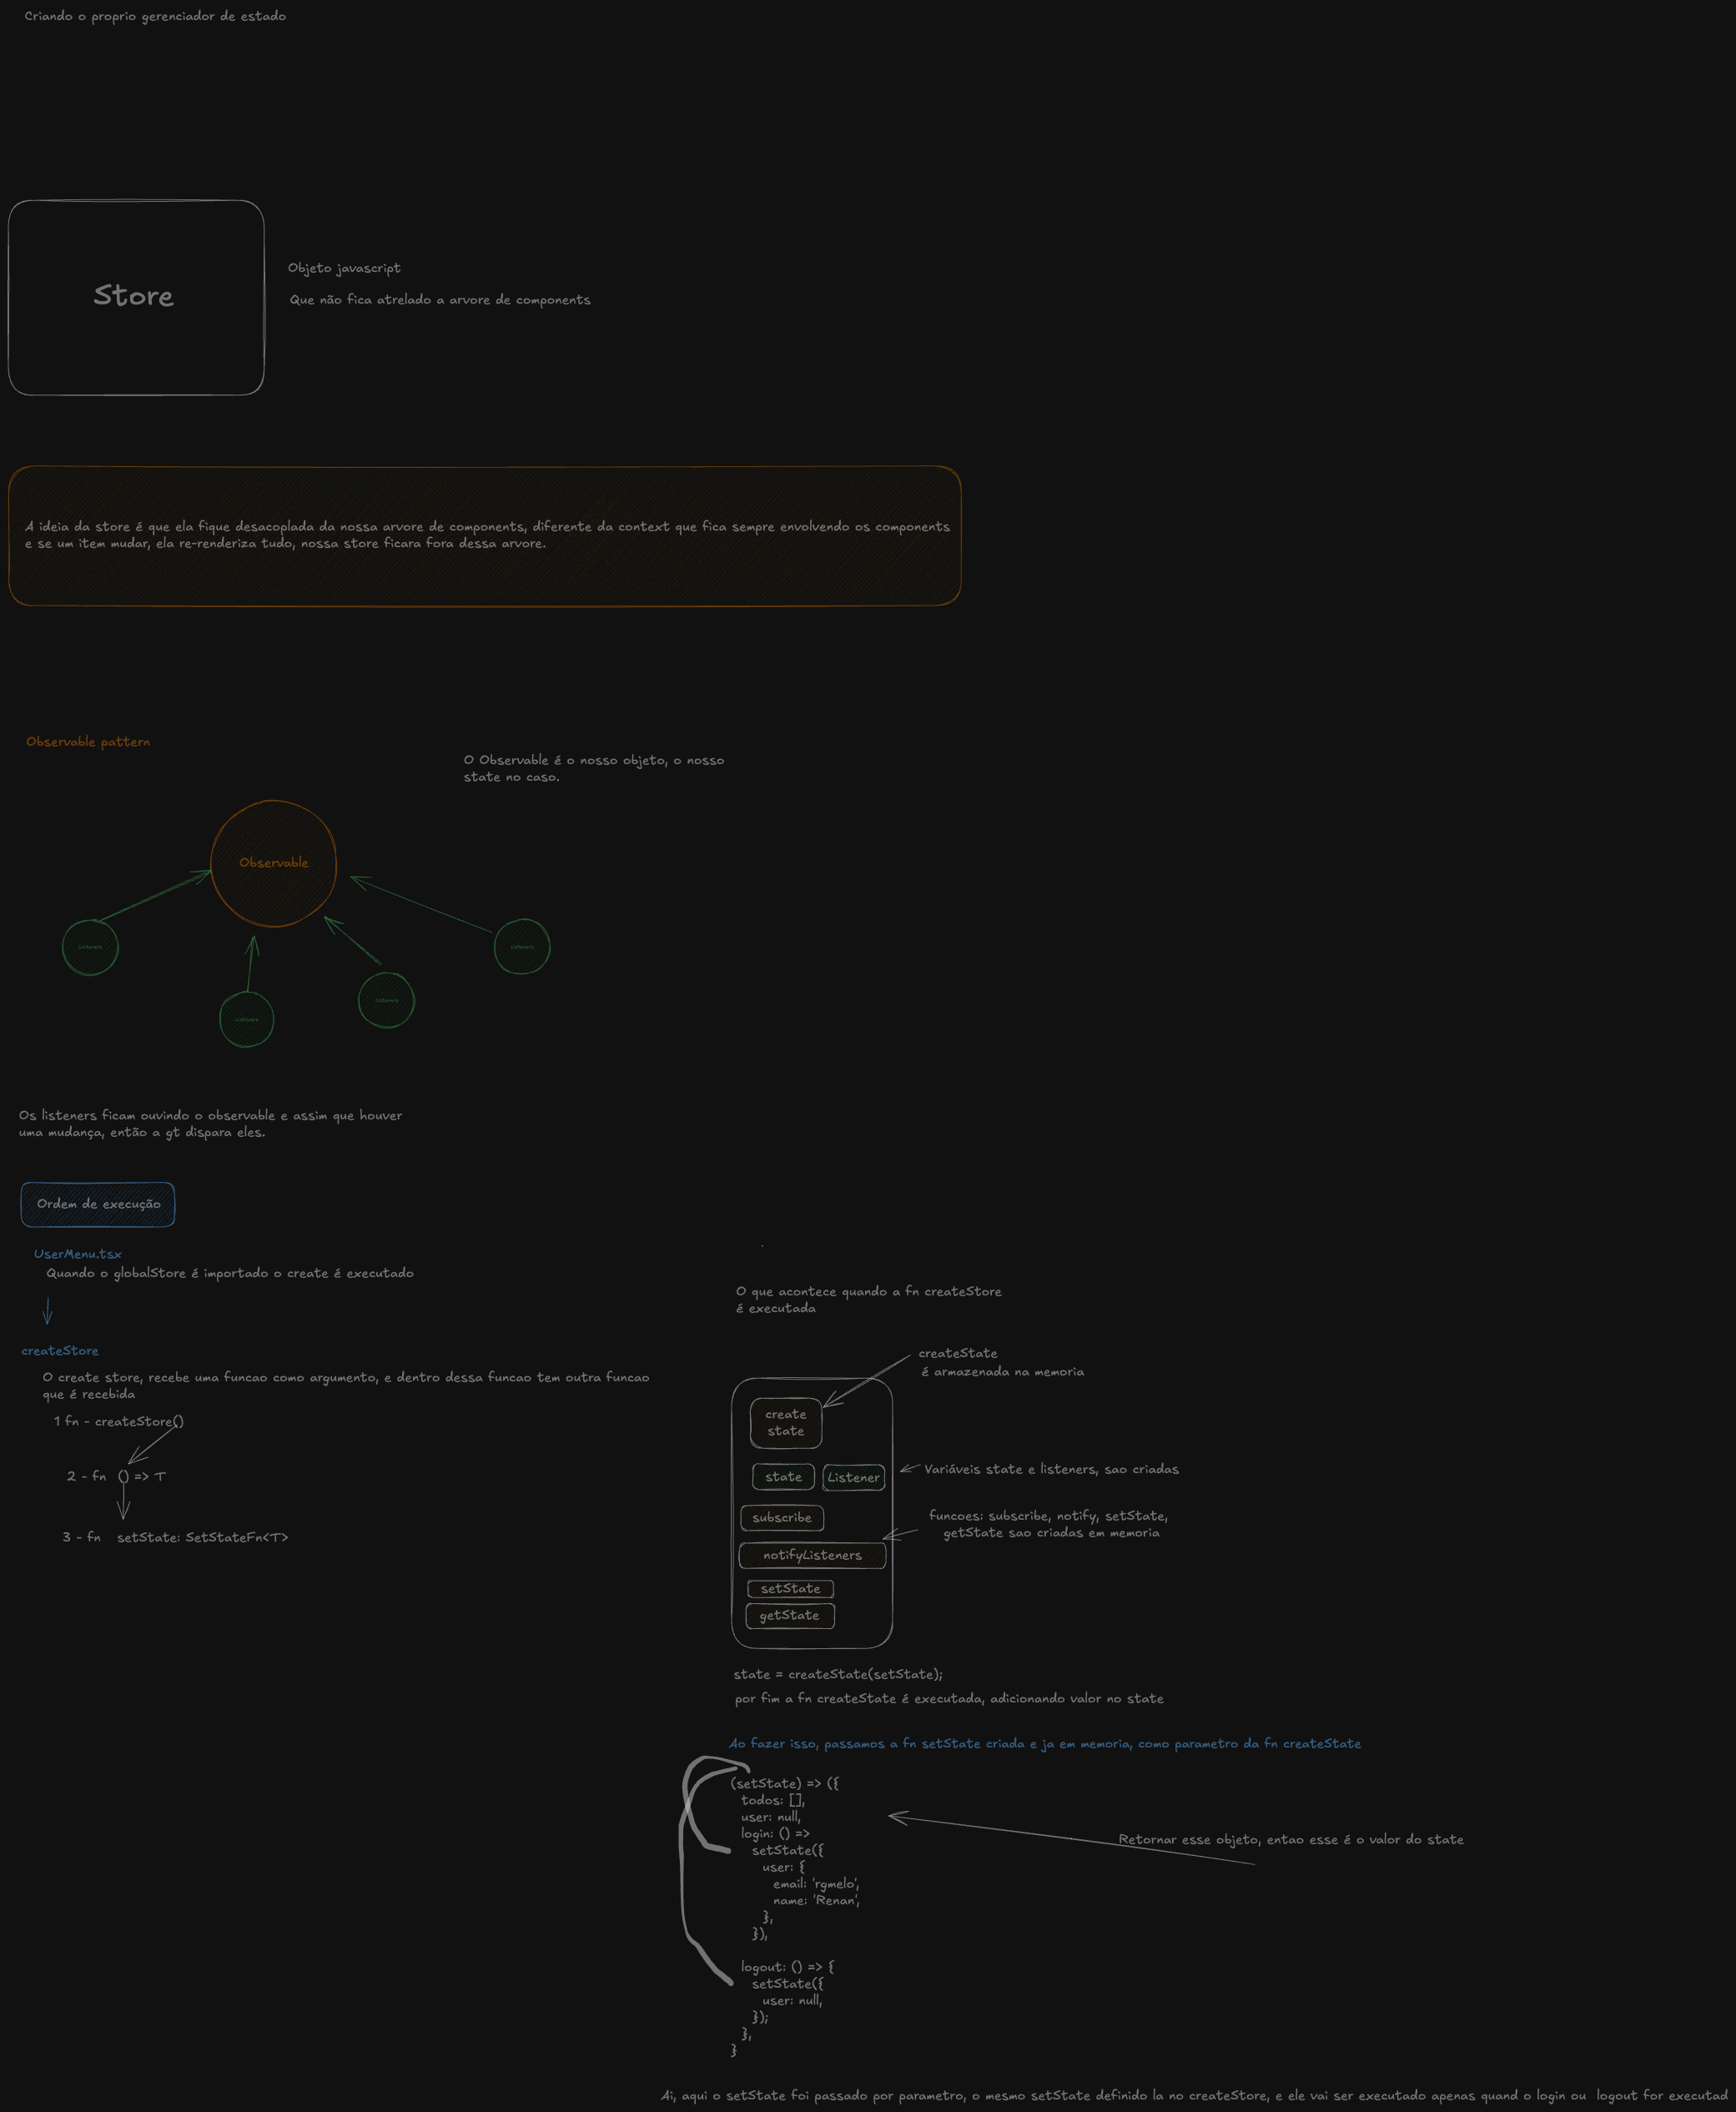 Criando o proprio gerenciador de estado
Store
Objeto javascript
Que não fica atrelado a arvore de components
A ideia da store é que ela fique desacoplada da nossa arvore de components, diferente da context que fica sempre envolvendo os components
e se um item mudar, ela re-renderiza tudo, nossa store ficara fora dessa arvore.
Observable pattern
O Observable é o nosso objeto, o nosso
state no caso.
Observable
Listeners
Listeners
Listeners
Listeners
Os listeners ficam ouvindo o observable e assim que houver
uma mudança, então a gt dispara eles.
Ordem de execução
UserMenu.tsx
Quando o globalStore é importado o create é executado
createStore
O create store, recebe uma funcao como argumento, e dentro dessa funcao tem outra funcao
que é recebida
1 fn - createStore()
2 - fn () => T
3 - fn setState: SetStateFn<T>
O que acontece quando a fn createStore
é executada
createState
é armazenada na memoria
create
state
state
Listener
Variáveis state e listeners, sao criadas
subscribe
funcoes: subscribe, notify, setState,
getState sao criadas em memoria
notifyListeners
setState
getState
state = createState(setState);
por fim a fn createState é executada, adicionando valor no state
Ao fazer isso, passamos a fn setState criada e ja em memoria, como parametro da fn createState
(setState) => ({
todos: [],
user: null,
login: () =>
setState({
user: {
email: 'rgmelo',
name: 'Renan',
},
}),
logout: () => {
setState({
user: null,
});
},
}
Retornar esse objeto, entao esse é o valor do state
Ai, aqui o setState foi passado por parametro, o mesmo setState definido la no createStore, e ele vai ser executado apenas quando o login ou logout for executad